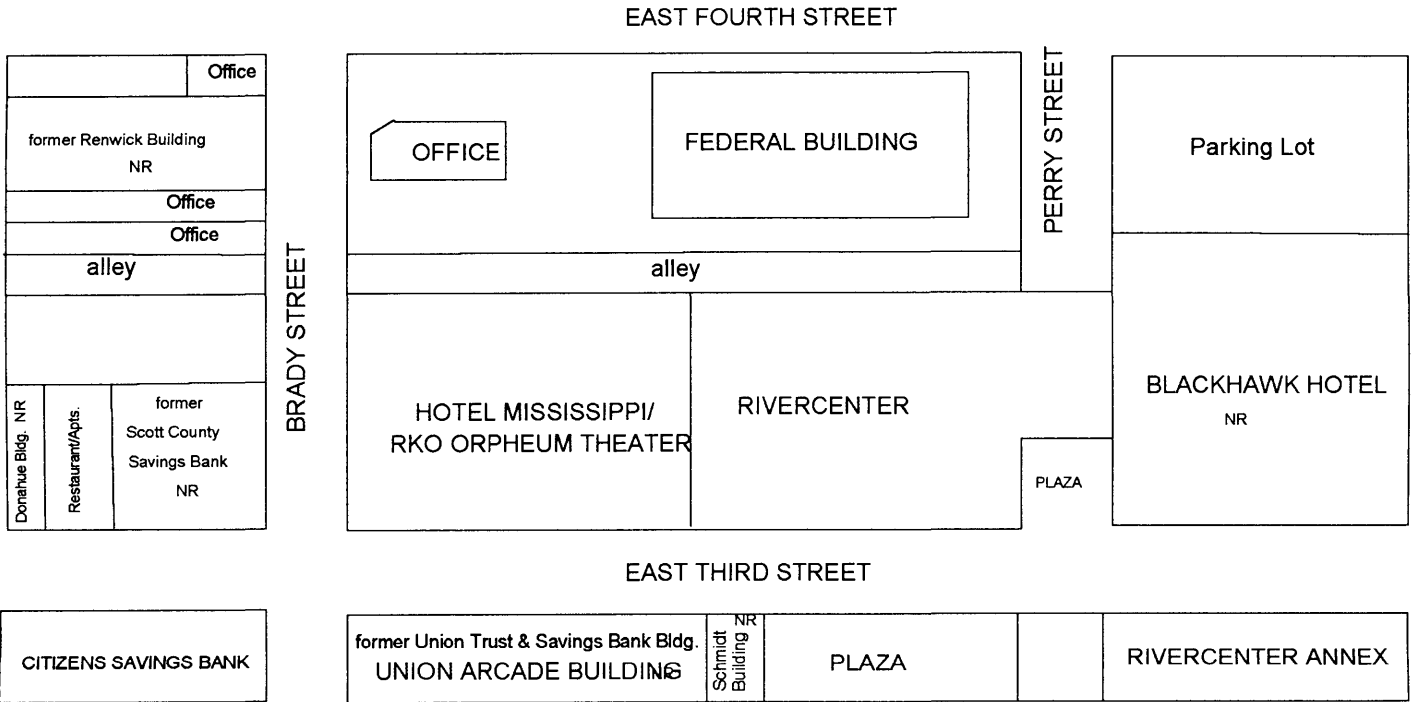 EAST FOURTH STREET
Office
former Renwick Building
NR
Office
Office
alley
Donahue Bldg. NR
Restaurant/Apts.
former
Scott County
Savings Bank
NR
BRADY STREET
OFFICE
FEDERAL BUILDING
alley
HOTEL MISSISSIPPI/
RKO ORPHEUM THEATER
RIVERCENTER
PLAZA
PERRY STREET
Parking Lot
BLACKHAWK HOTEL
NR
EAST THIRD STREET
CITIZENS SAVINGS BANK
former Union Trust & Savings Bank Bldg.
UNION ARCADE BUILDING
NR
Schmidt
Building
NR
PLAZA
RIVERCENTER ANNEX